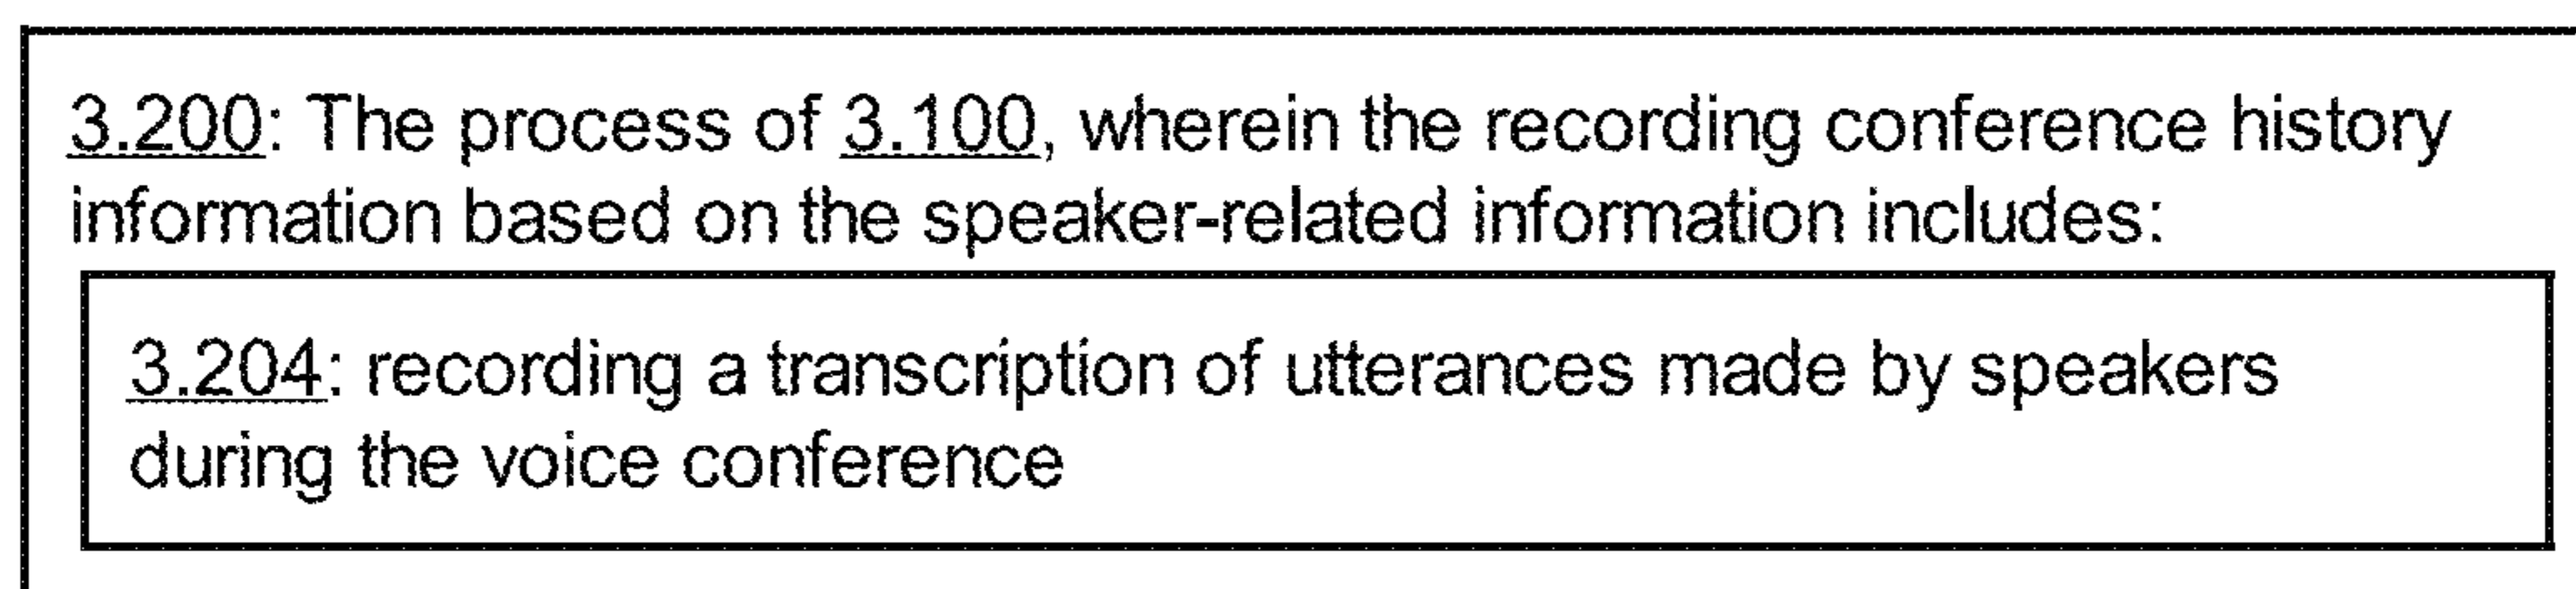 3.200: The process of 3.100, wherein the recording conference history
information based on the speaker-related information includes:
3.204: recording a transcription of utterances made by speakers
during the voice conference